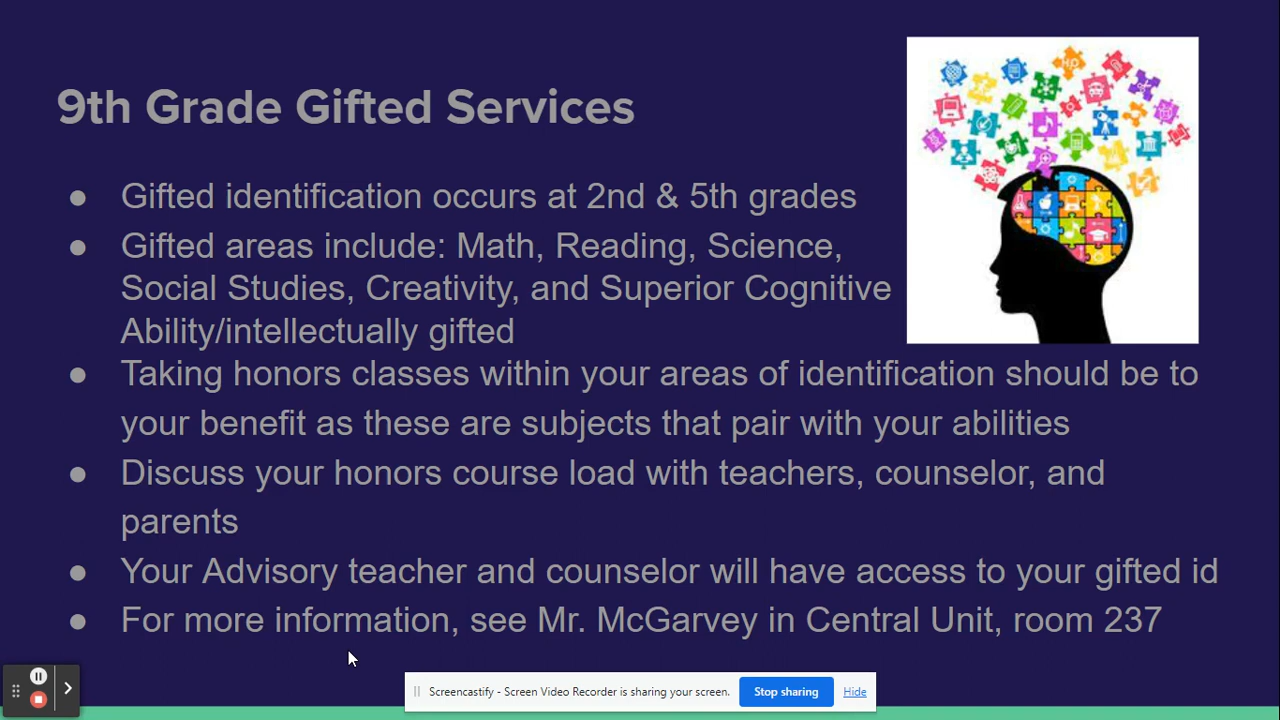 9th Grade Gifted Services
● Gifted identification occurs at 2nd & 5th grades
● Gifted areas include: Math, Reading, Science,
Social Studies, Creativity, and Superior Cognitive
Ability/intellectually gifted
● Taking honors classes within your areas of identification should be to
your benefit as these are subjects that pair with your abilities
● Discuss your honors course load with teachers, counselor, and
parents
● Your Advisory teacher and counselor will have access to your gifted id
● For more information, see Mr. McGarvey in Central Unit, room 237
Screencastify - Screen Video Recorder is sharing your screen. Stop sharing Hide